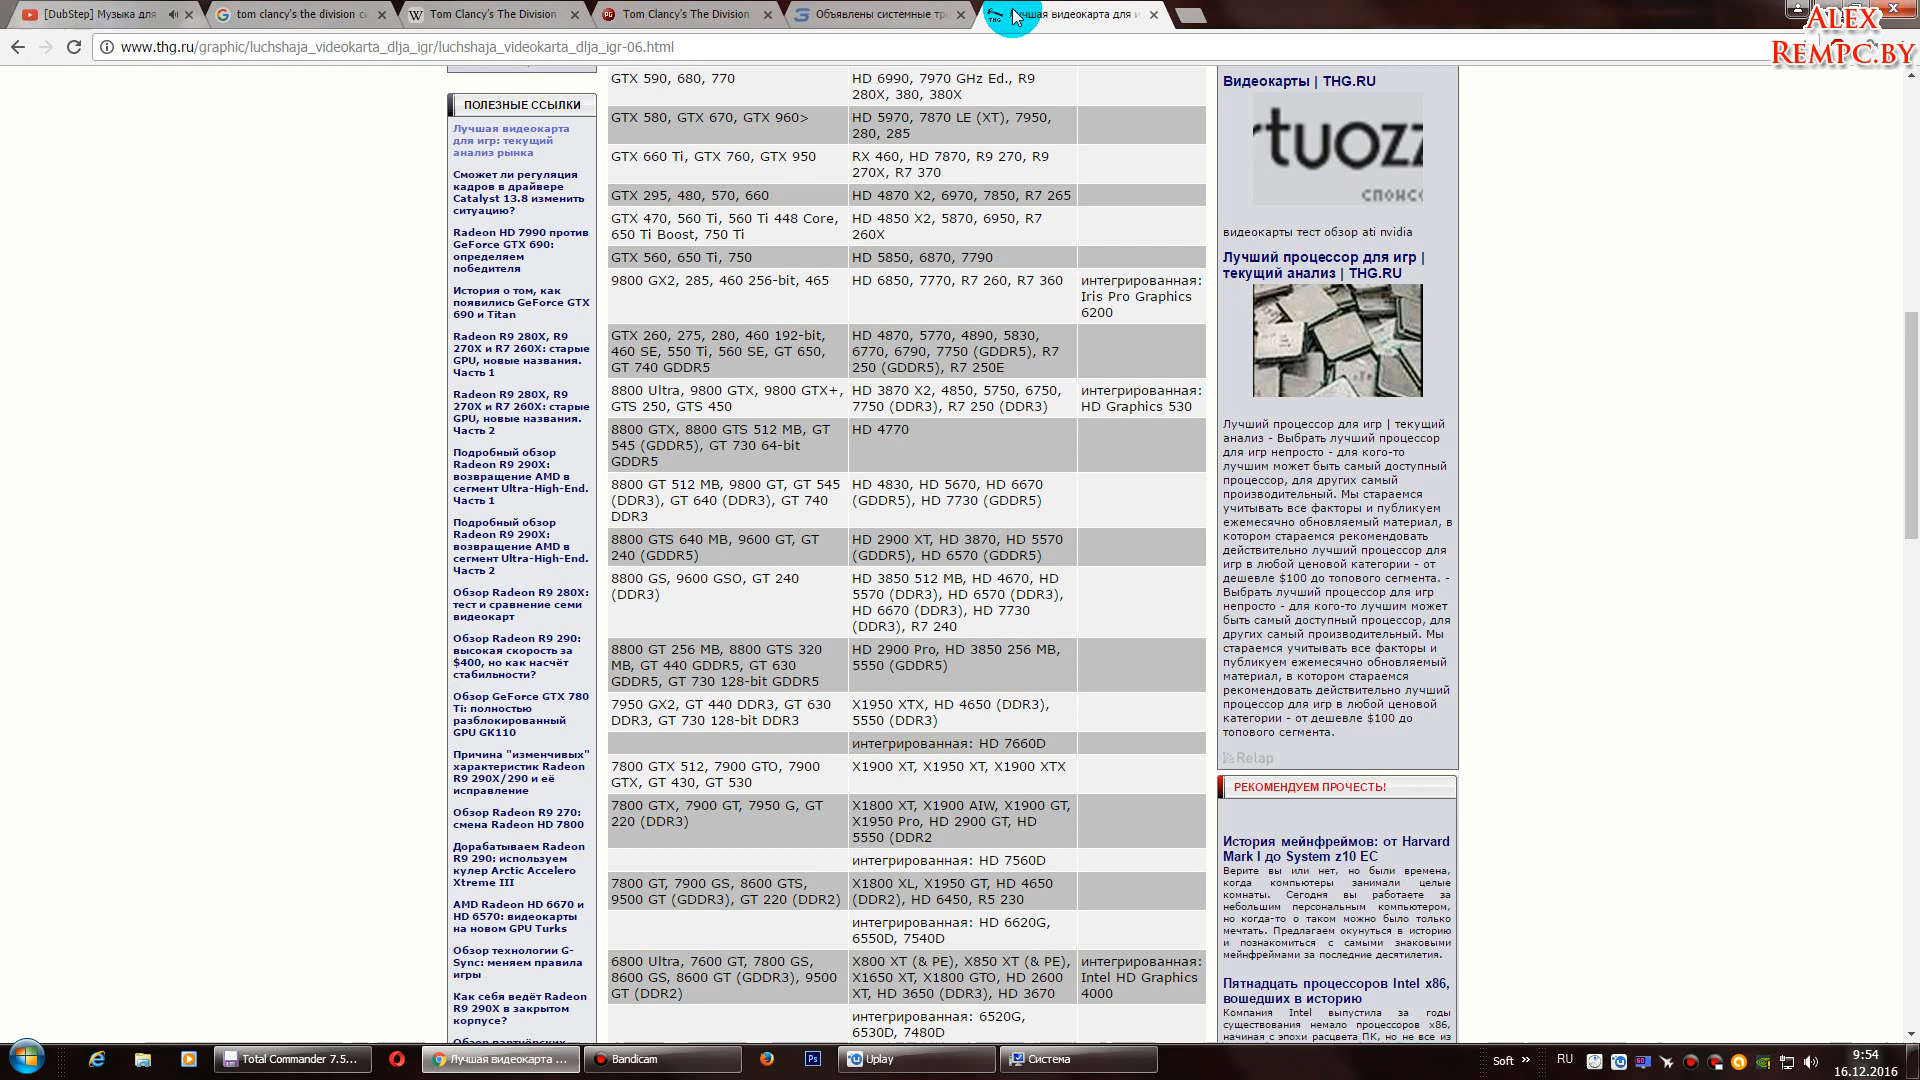 [DubStep] Музыка для
tom clancy's the division си
Tom Clancy's The Division
Tom Clancy's The Division
Объявлены системные тр
лучшая видеокарта для и
ALEX
REMPC.BY
www.thg.ru/graphic/luchshaja_videokarta_dlja_igr/luchshaja_videokarta_dlja_igr-06.html
ПОЛЕЗНЫЕ ССЫЛКИ
Лучшая видеокарта
для игр: текущий
анализ рынка
Сможет ли регуляция
кадров в драйвере
Catalyst 13.8 изменить
ситуацию?
Radeon HD 7990 против
GeForce GTX 690:
определяем
победителя
История о том, как
появились GeForce GTX
690 и Titan
Radeon R9 280X, R9
270X и R7 260X: старые
GPU, новые названия.
Часть 1
Radeon R9 280X, R9
270X и R7 260X: старые
GPU, новые названия.
Часть 2
Подробный обзор
Radeon R9 290X:
возвращение AMD в
сегмент Ultra-High-End.
Часть 1
Подробный обзор
Radeon R9 290X:
возвращение AMD в
сегмент Ultra-High-End.
Часть 2
Обзор Radeon R9 280X:
тест и сравнение семи
видеокарт
Обзор Radeon R9 290:
высокая скорость за
$400, но как насчёт
стабильности?
Обзор GeForce GTX 780
Ti: полностью
разблокированный
GPU GK110
Причина "изменчивых"
характеристик Radeon
R9 290X/290 и её
исправление
Обзор Radeon R9 270:
смена Radeon HD 7800
Дорабатываем Radeon
R9 290: используем
кулер Arctic Accelero
Xtreme III
AMD Radeon HD 6670 и
HD 6570: видеокарты
на новом GPU Turks
Обзор технологии G-
Sync: меняем правила
игры
Как себя ведёт Radeon
R9 290X в закрытом
корпусе?
Обзор партнёрских
GTX 590, 680, 770
HD 6990, 7970 GHz Ed., R9
280X, 380, 380X
GTX 580, GTX 670, GTX 960>
HD 5970, 7870 LE (XT), 7950,
280, 285
GTX 660 Ti, GTX 760, GTX 950
RX 460, HD 7870, R9 270, R9
270X, R7 370
GTX 295, 480, 570, 660
HD 4870 X2, 6970, 7850, R7 265
GTX 470, 560 Ti, 560 Ti 448 Core,
650 Ti Boost, 750 Ti
HD 4850 X2, 5870, 6950, R7
260X
GTX 560, 650 Ti, 750
HD 5850, 6870, 7790
9800 GX2, 285, 460 256-bit, 465
HD 6850, 7770, R7 260, R7 360
интегрированная:
Iris Pro Graphics
6200
GTX 260, 275, 280, 460 192-bit,
460 SE, 550 Ti, 560 SE, GT 650,
GT 740 GDDR5
HD 4870, 5770, 4890, 5830,
6770, 6790, 7750 (GDDR5), R7
250 (GDDR5), R7 250E
8800 Ultra, 9800 GTX, 9800 GTX+,
GTS 250, GTS 450
HD 3870 X2, 4850, 5750, 6750,
7750 (DDR3), R7 250 (DDR3)
интегрированная:
HD Graphics 530
8800 GTX, 8800 GTS 512 MB, GT
545 (GDDR5), GT 730 64-bit
GDDR5
HD 4770
8800 GT 512 MB, 9800 GT, GT 545
(DDR3), GT 640 (DDR3), GT 740
DDR3
HD 4830, HD 5670, HD 6670
(GDDR5), HD 7730 (GDDR5)
8800 GTS 640 MB, 9600 GT, GT
240 (GDDR5)
HD 2900 XT, HD 3870, HD 5570
(GDDR5), HD 6570 (GDDR5)
8800 GS, 9600 GSO, GT 240
(DDR3)
HD 3850 512 MB, HD 4670, HD
5570 (DDR3), HD 6570 (DDR3),
HD 6670 (DDR3), HD 7730
(DDR3), R7 240
8800 GT 256 MB, 8800 GTS 320
MB, GT 440 GDDR5, GT 630
GDDR5, GT 730 128-bit GDDR5
HD 2900 Pro, HD 3850 256 MB,
5550 (GDDR5)
7950 GX2, GT 440 DDR3, GT 630
DDR3, GT 730 128-bit DDR3
X1950 XTX, HD 4650 (DDR3),
5550 (DDR3)
интегрированная: HD 7660D
7800 GTX 512, 7900 GTO, 7900
GTX, GT 430, GT 530
X1900 XT, X1950 XT, X1900 XTX
7800 GTX, 7900 GT, 7950 G, GT
220 (DDR3)
X1800 XT, X1900 AIW, X1900 GT,
X1950 Pro, HD 2900 GT, HD
5550 (DDR2
интегрированная: HD 7560D
7800 GT, 7900 GS, 8600 GTS,
9500 GT (GDDR3), GT 220 (DDR2)
X1800 XL, X1950 GT, HD 4650
(DDR2), HD 6450, R5 230
интегрированная: HD 6620G,
6550D, 7540D
6800 Ultra, 7600 GT, 7800 GS,
8600 GS, 8600 GT (GDDR3), 9500
GT (DDR2)
X800 XT (& PE), X850 XT (& PE),
X1650 XT, X1800 GTO, HD 2600
XT, HD 3650 (DDR3), HD 3670
интегрированная:
Intel HD Graphics
4000
интегрированная: 6520G,
6530D, 7480D
Видеокарты | THG.RU
rtuozz
спонсо
видеокарты тест обзор ati nvidia
Лучший процессор для игр |
текущий анализ | THG.RU
Лучший процессор для игр | текущий
анализ - Выбрать лучший процессор
для игр непросто - для кого-то
лучшим может быть самый доступный
процессор, для других самый
производительный. Мы стараемся
учитывать все факторы и публикуем
ежемесячно обновляемый материал, в
котором стараемся рекомендовать
действительно лучший процессор для
игр в любой ценовой категории - от
дешевле $100 до топового сегмента. -
Выбрать лучший процессор для игр
непросто - для кого-то лучшим может
быть самый доступный процессор, для
других самый производительный. Мы
стараемся учитывать все факторы и
публикуем ежемесячно обновляемый
материал, в котором стараемся
рекомендовать действительно лучший
процессор для игр в любой ценовой
категории - от дешевле $100 до
топового сегмента.
Relap
РЕКОМЕНДУЕМ ПРОЧЕСТЬ!
История мейнфреймов: от Harvard
Mark I до System z10 EC
Верите вы или нет, но были времена,
когда компьютеры занимали целые
комнаты. Сегодня вы работаете за
небольшим персональным компьютером,
но когда-то о таком можно было только
мечтать. Предлагаем окунуться в историю
и познакомиться с самыми знаковыми
мейнфреймами за последние десятилетия.
Пятнадцать процессоров Intel x86,
вошедших в историю
Компания Intel выпустила за годы
существования немало процессоров x86,
начиная с эпохи расцвета ПК, но не все из
Total Commander 7.5...
Лучшая видеокарта ...
Bandicam
Ps
Uplay
Система
Soft
RU
9:54
16.12.2016